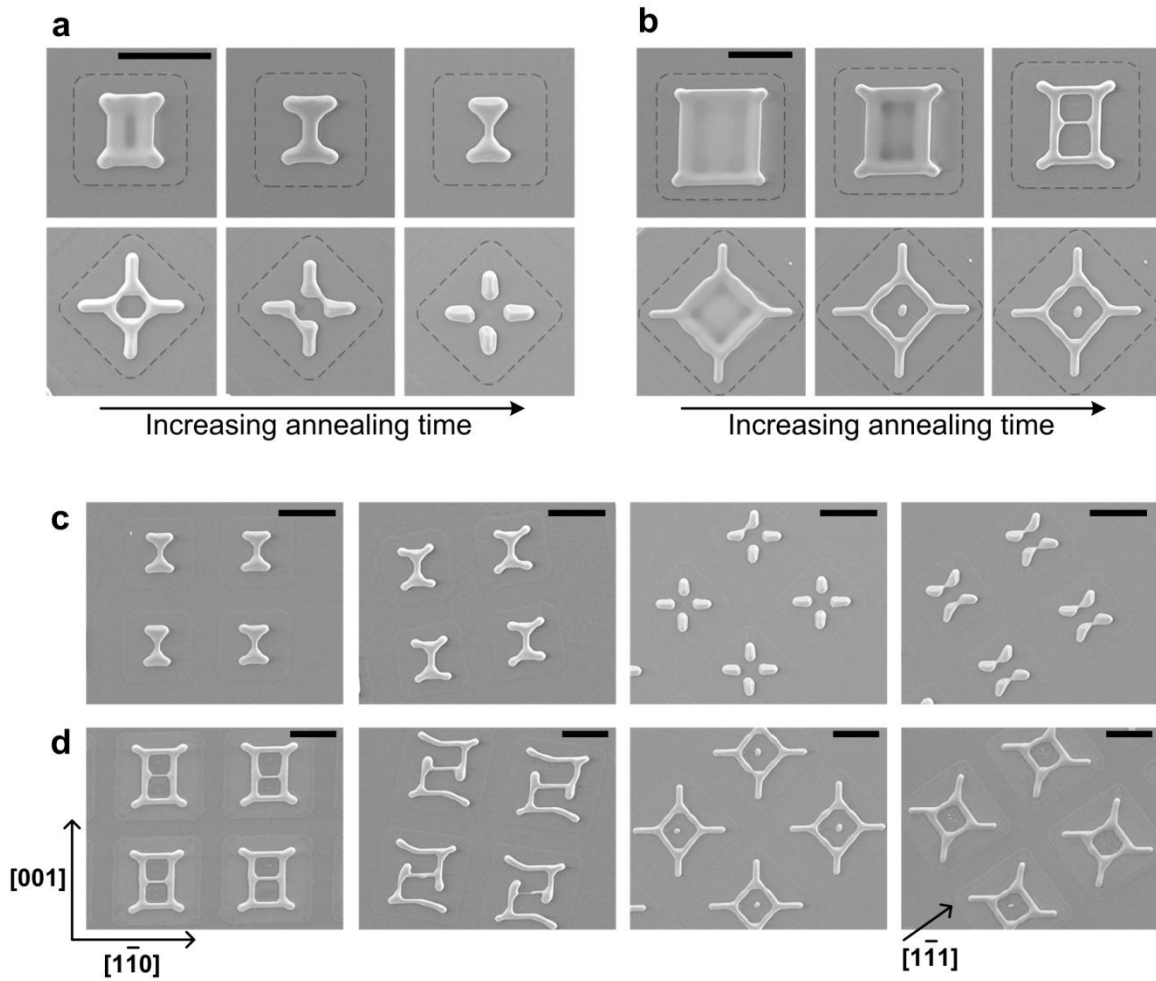 a
b
Increasing annealing time
Increasing annealing time
c
d
[001]
[11̄0]
[11̄1]